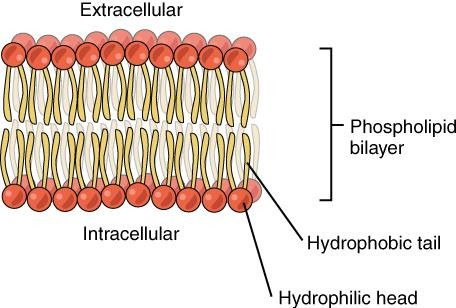 Extracellular
Phospholipid
bilayer
Intracellular
Hydrophobic tail
Hydrophilic head